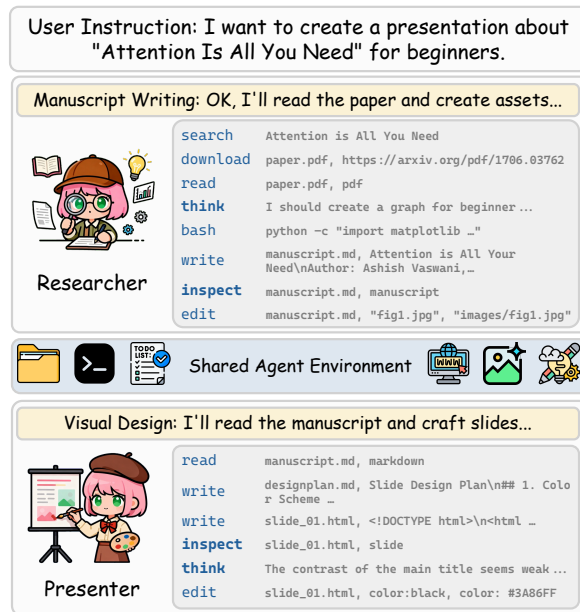 User Instruction: I want to create a presentation about
"Attention Is All You Need" for beginners.
Manuscript Writing: OK, I'll read the paper and create assets...
search Attention is All You Need
download paper.pdf, https://arxiv.org/pdf/1706.03762
read paper.pdf, pdf
think I should create a graph for beginner...
bash python -c "import matplotlib …"
write manuscript.md, Attention is All Your
Need\nAuthor: Ashish Vaswani,…
inspect manuscript.md, manuscript
edit manuscript.md, "fig1.jpg", "images/fig1.jpg"
Researcher
TODO
LIST:
Shared Agent Environment
WWW
Visual Design: I'll read the manuscript and craft slides...
read manuscript.md, markdown
write designplan.md, Slide Design Plan\n## 1. Colo
r Scheme …
write slide_01.html, <!DOCTYPE html>\n<html …
inspect slide_01.html, slide
think The contrast of the main title seems weak...
edit slide_01.html, color:black, color: #3A86FF
Presenter